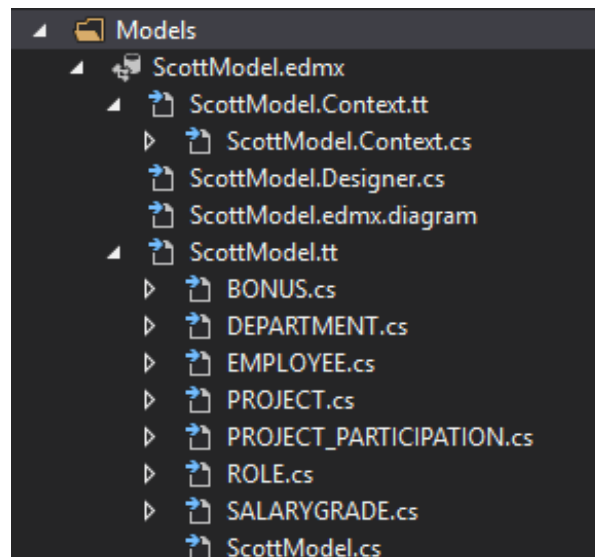 Models
ScottModel.edmx
ScottModel.Context.tt
ScottModel.Context.cs
ScottModel.Designer.cs
ScottModel.edmx.diagram
ScottModel.tt
BONUS.cs
DEPARTMENT.cs
EMPLOYEE.cs
PROJECT.cs
PROJECT_PARTICIPATION.cs
ROLE.cs
SALARYGRADE.cs
ScottModel.cs